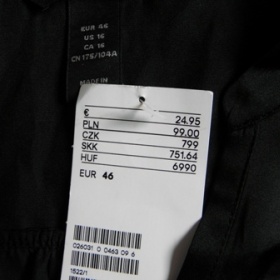 EUR 46
US 16
CA 16
CN 175/104A
MADE IN
€ 24.95
PLN 99.00
CZK 799
SKK 751.64
HUF 6990
EUR 46
026031 0 0463 09 6
1522/1